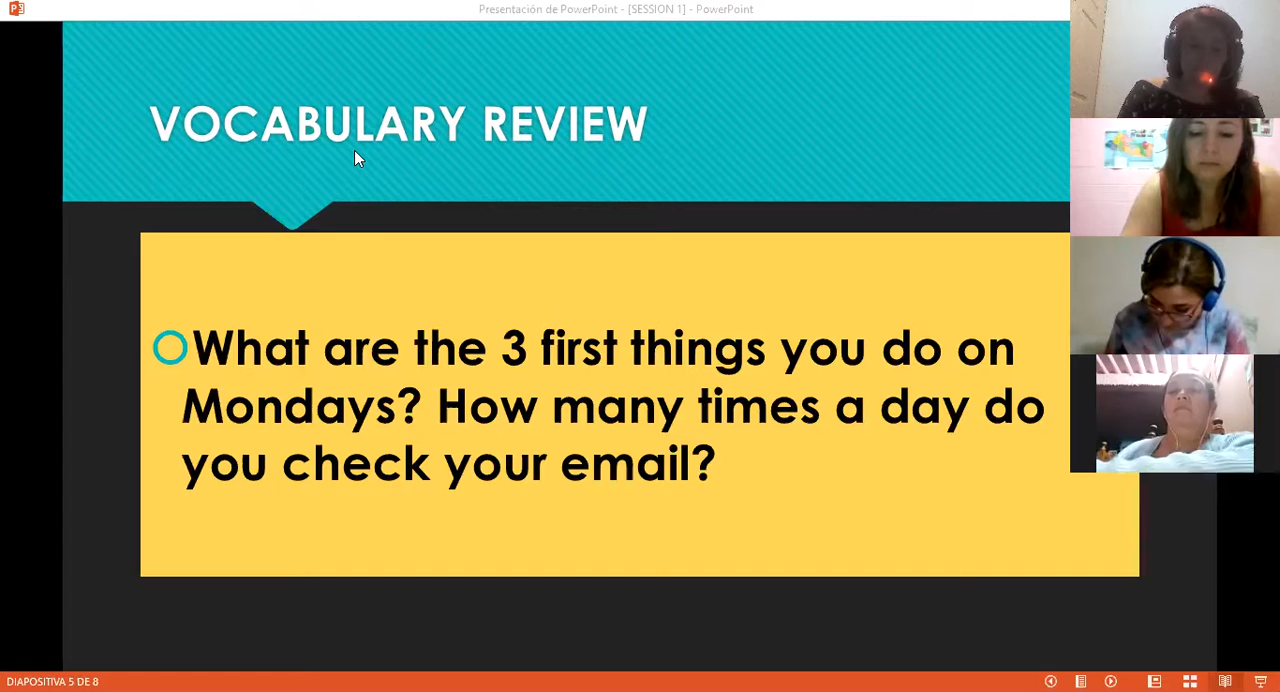 Presentación de PowerPoint - [SESSION 1] - PowerPoint
VOCABULARY REVIEW
What are the 3 first things you do on
Mondays? How many times a day do
you check your email?
DIAPOSITIVA 5 DE 8